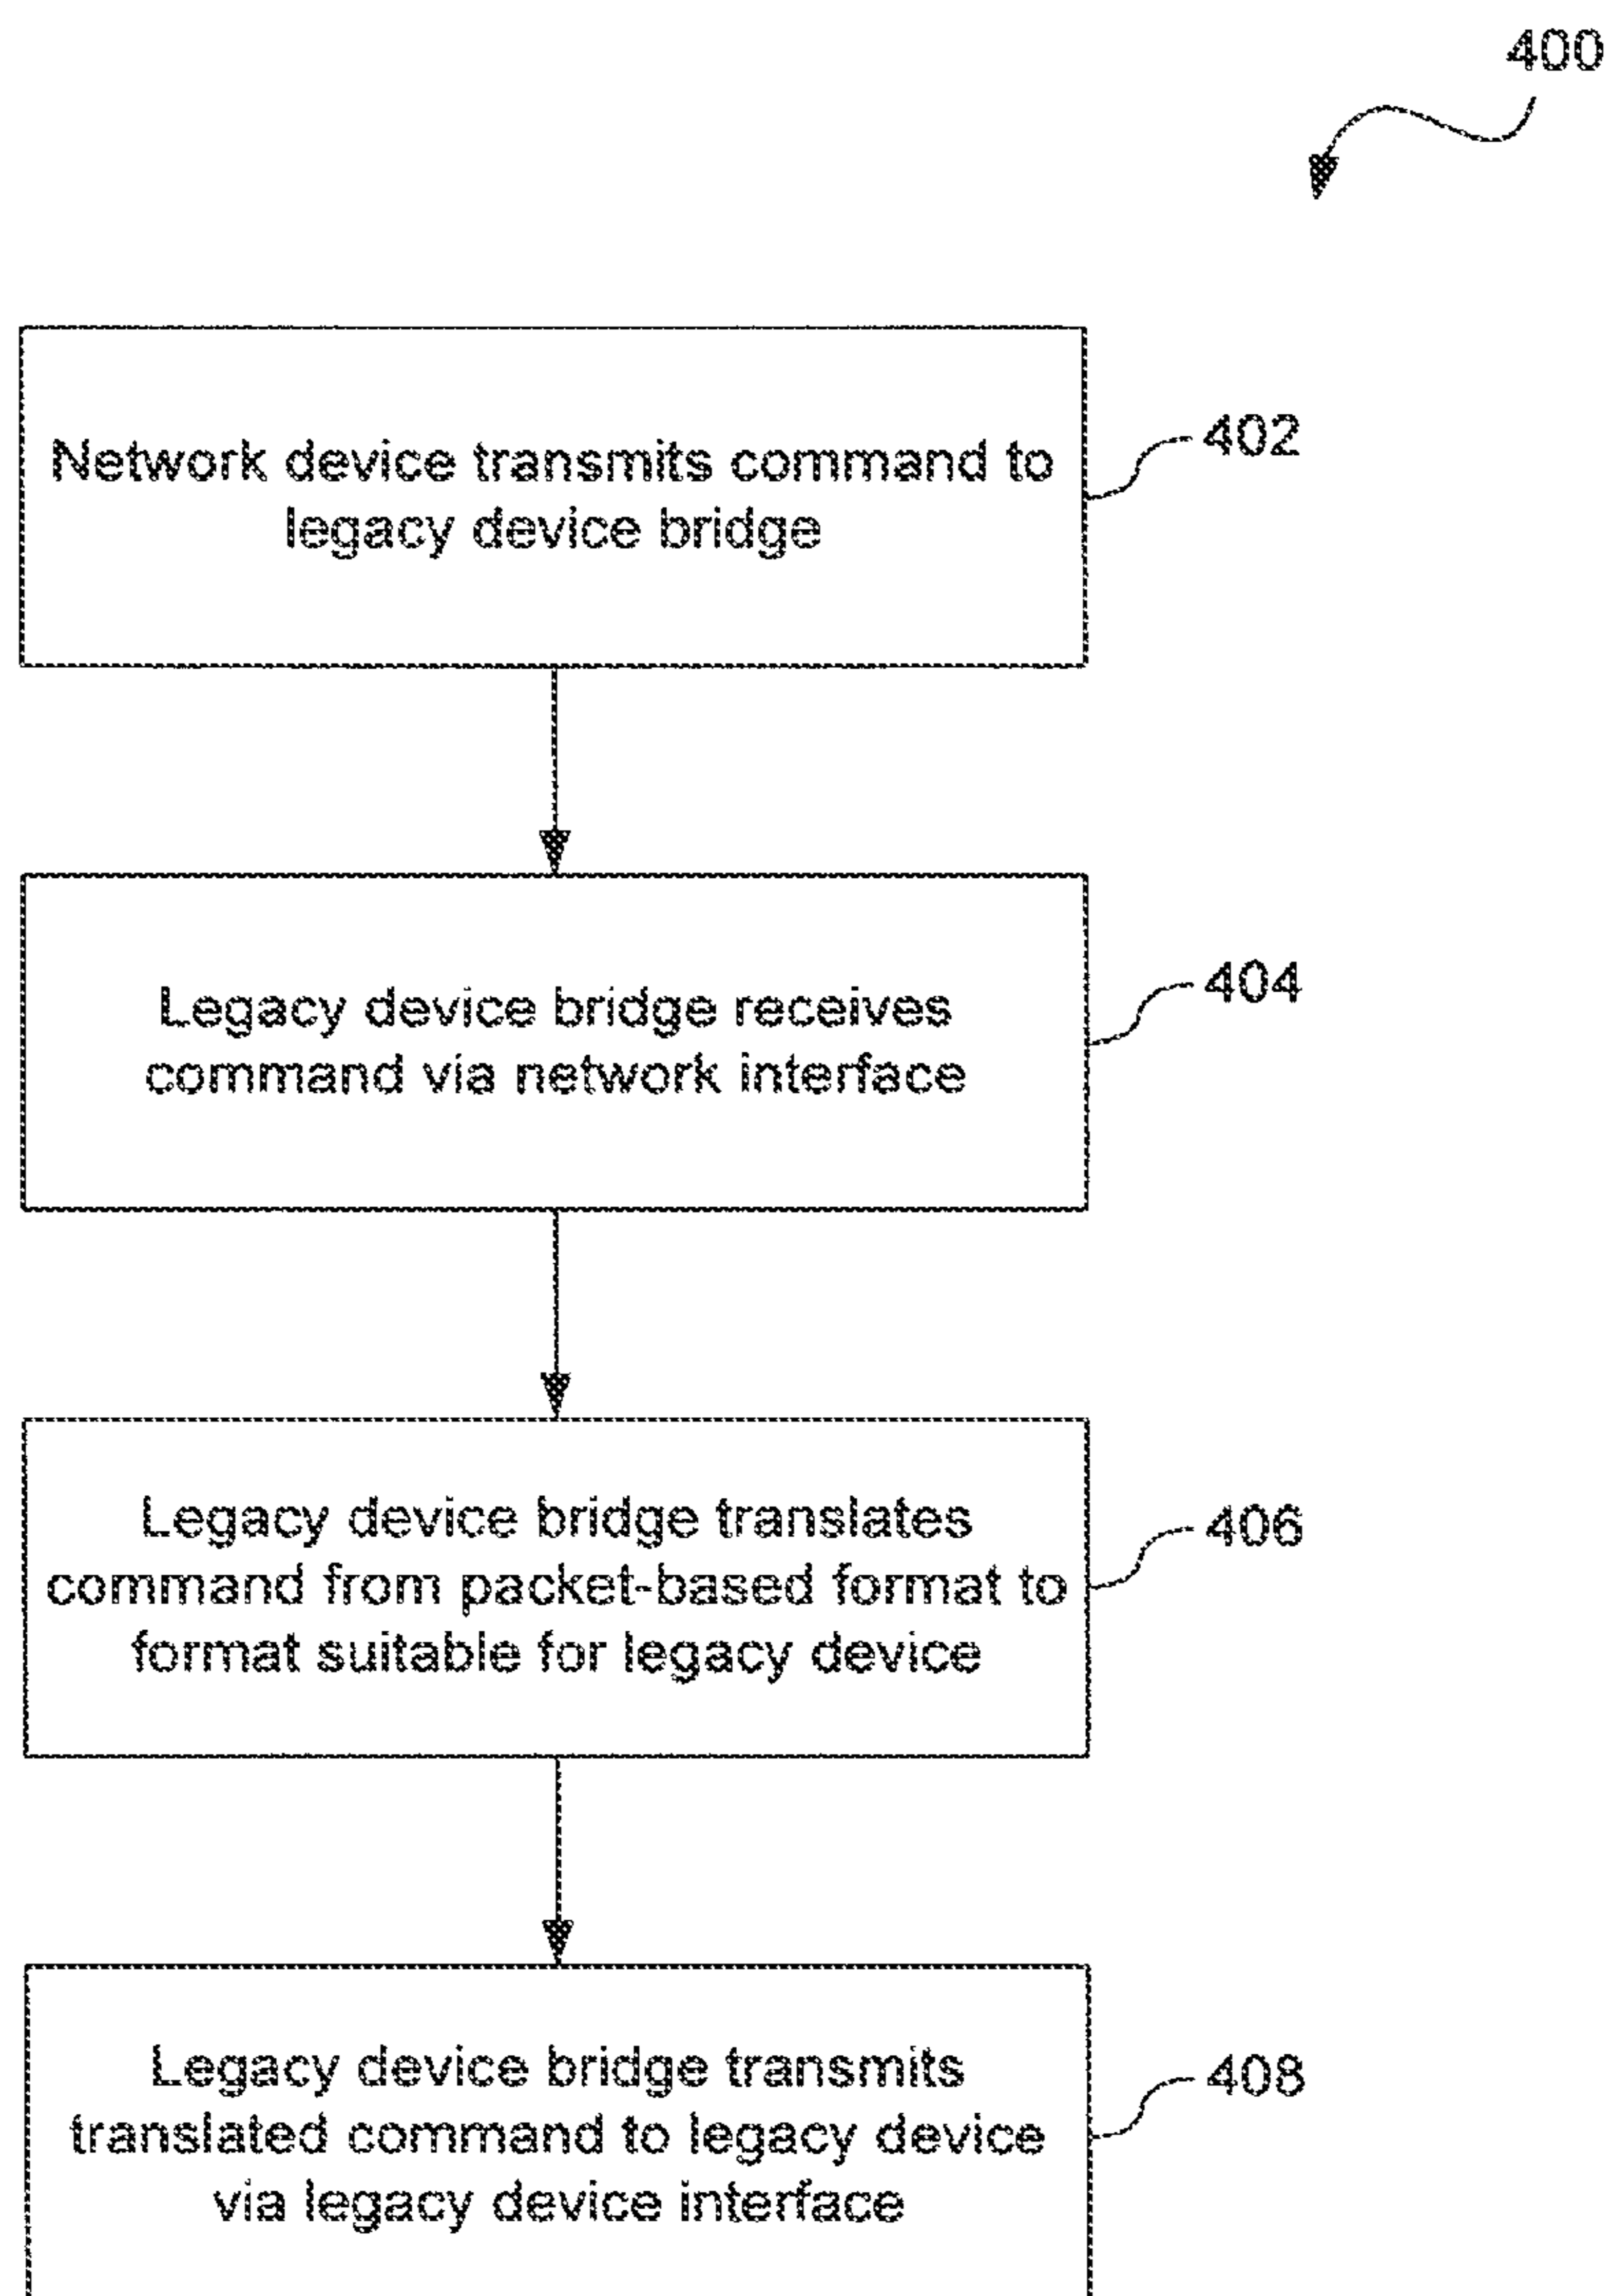 400
Network device transmits command to
legacy device bridge
402
Legacy device bridge receives
command via network interface
404
Legacy device bridge translates
command from packet-based format to
format suitable for legacy device
406
Legacy device bridge transmits
translated command to legacy device
via legacy device interface
408